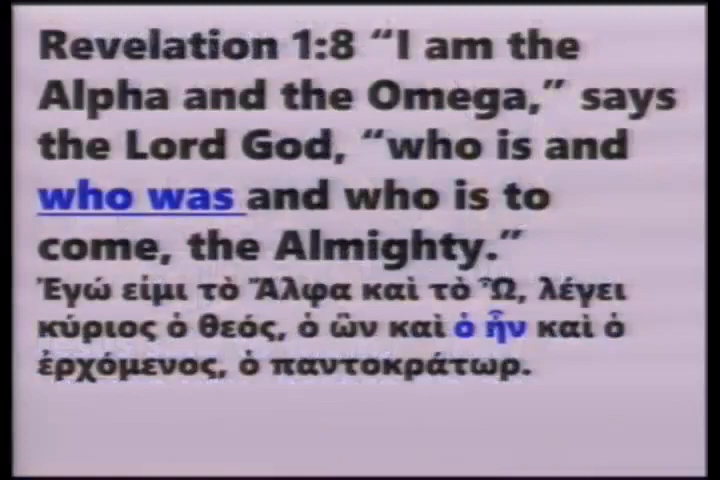 Revelation 1:8 “I am the
Alpha and the Omega,” says
the Lord God, “who is and
who was and who is to
come, the Almighty.”
Ἐγώ εἰμι τὸ Ἄλφα καὶ τὸ Ὦ, λέγει
κύριος ὁ θεός, ὁ ὢν καὶ ὁ ἦν καὶ ὁ
ἐρχόμενος, ὁ παντοκράτωρ.